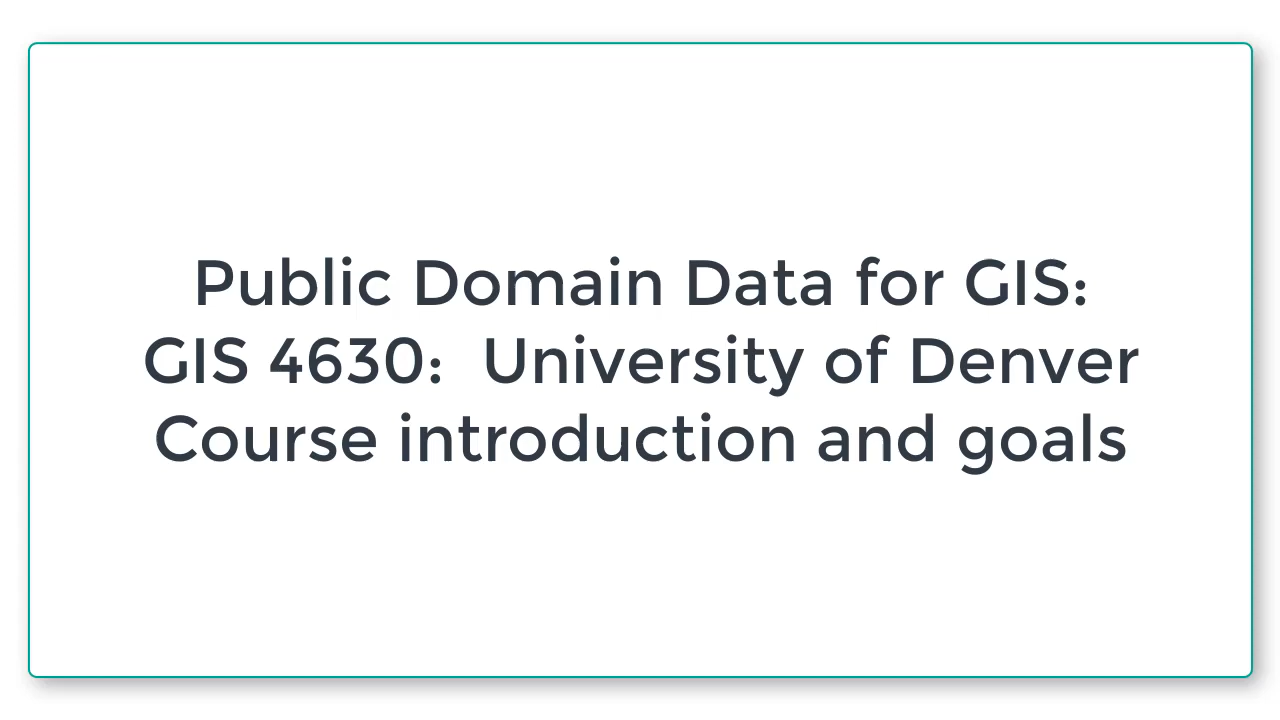 Public Domain Data for GIS:
GIS 4630:  University of Denver
Course introduction and goals